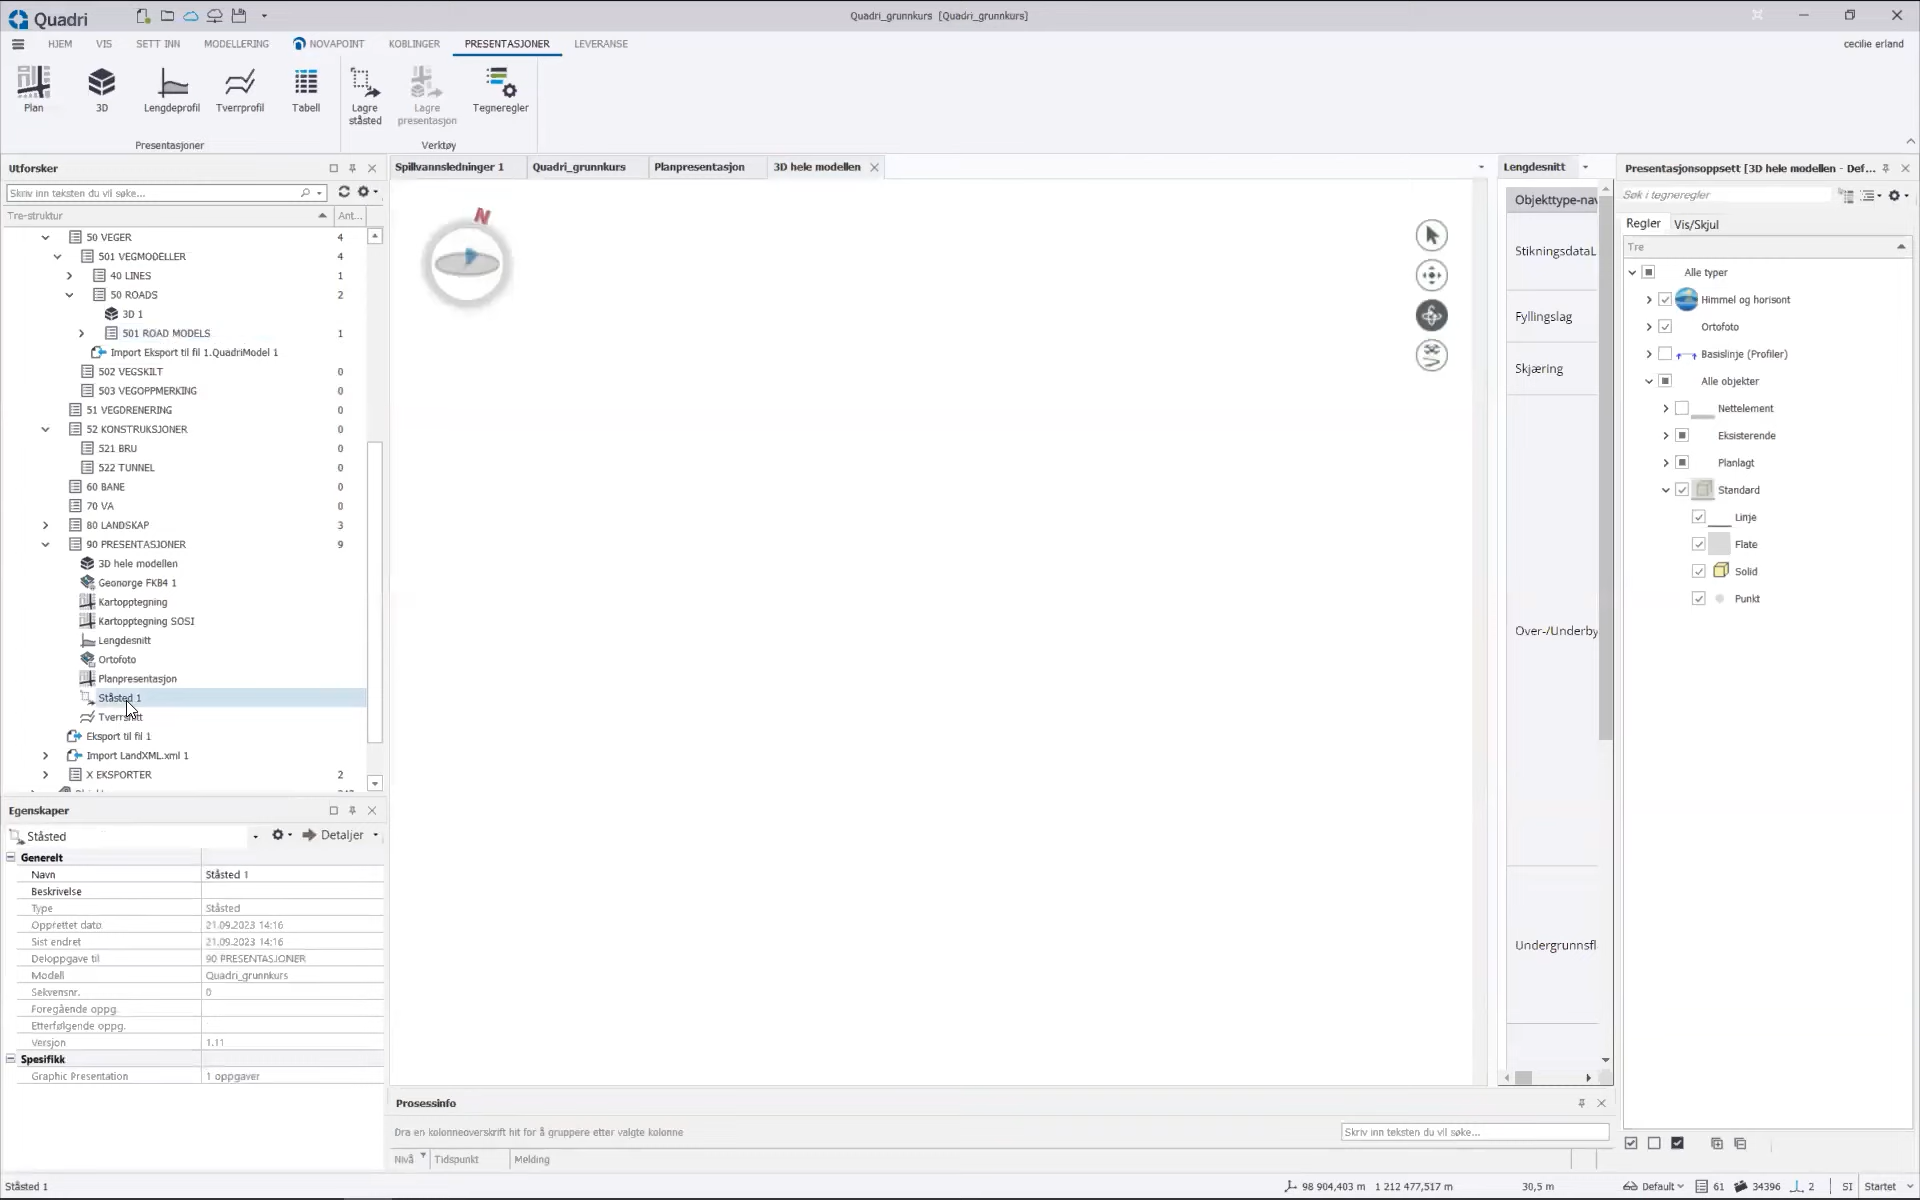 Quadri
Quadri_grunnkurs [Quadri_grunnkurs]
HJEM VIS SETT INN MODELLERING NOVAPOINT KOBLINGER PRESENTASJONER LEVERANSE
cecilie erland
Plan 3D Lengdeprofil Tverrprofil Tabell Lagre ståsted Lagre presentasjon Tegneregler
Presentasjoner Verktøy
Utforsker
Skriv inn teksten du vil søke...
Tre-struktur Ant...
50 VEGER 4
501 VEGMODELLER 4
40 LINES 1
50 ROADS 2
3D 1
501 ROAD MODELS 1
Import Eksport til fil 1.QuadriModel 1
502 VEGSKILT 0
503 VEGOPPMERKING 0
51 VEGDRENERING 0
52 KONSTRUKSJONER 0
521 BRU 0
522 TUNNEL 0
60 BANE 0
70 VA 0
80 LANDSKAP 3
90 PRESENTASJONER 9
3D hele modellen
Geonorge FKB4 1
Kartopptegning
Kartopptegning SOSI
Lengdesnitt
Ortofoto
Planpresentasjon
Ståsted 1
Tverrsnitt
Eksport til fil 1
Import LandXML.xml 1
X EKSPORTER 2
Egenskaper
Ståsted Detaljer
Generelt
Navn Ståsted 1
Beskrivelse
Type Ståsted
Opprettet dato 21.09.2023 14:16
Sist endret 21.09.2023 14:16
Deloppgave til 90 PRESENTASJONER
Modell Quadri_grunnkurs
Sekvensnr. 0
Foregående oppg.
Etterfølgende oppg.
Versjon 1.11
Spesifikk
Graphic Presentation 1 oppgaver
Spillvannsledninger 1 Quadri_grunnkurs Planpresentasjon 3D hele modellen
N
Lengdesnitt
Objekttype-nav
StikningsdataL
Fyllingslag
Skjæring
Over-/Underby
Undergrunnsfl
Presentasjonsoppsett [3D hele modellen - Def...
Søk i tegneregler
Regler Vis/Skjul
Tre
Alle typer
Himmel og horisont
Ortofoto
Basislinje (Profiler)
Alle objekter
Nettelement
Eksisterende
Planlagt
Standard
Linje
Flate
Solid
Punkt
Prosessinfo
Dra en kolonneoverskrift hit for å gruppere etter valgte kolonne
Skriv inn teksten du vil søke...
Nivå Tidspunkt Melding
Ståsted 1
98 904,403 m 1 212 477,517 m 30,5 m Default 61 34396 2 SI Startet